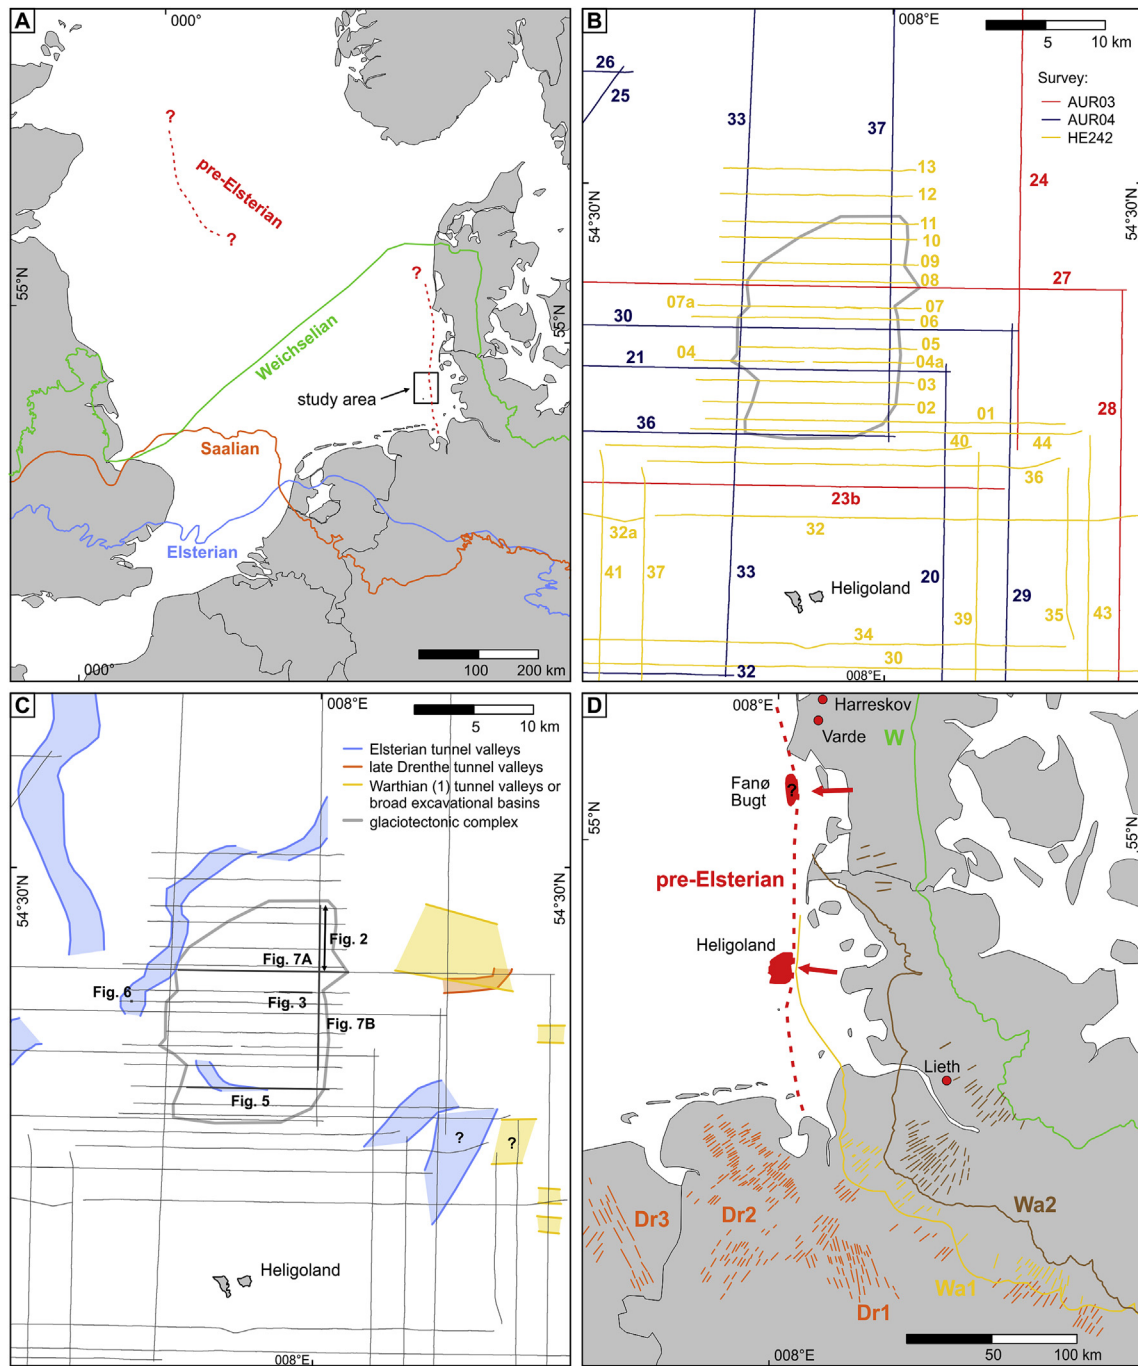 A
000°
?
pre-Elsterian
?
55°N
?
55°N
Weichselian
study area
Saalian
Elsterian
000°
100 200 km
B
008°E
5 10 km
26
25
Survey:
AUR03
AUR04
HE242
33
37
13
24
12
54°30'N
54°30'N
11
10
09
08
27
07a
07
30
06
05
21
04
04a
03
28
02
01
36
40
44
36
23b
32a
32
41
37
33
20
Heligoland
29
39
35
43
34
30
32
008°E
C
008°E
5 10 km
Elsterian tunnel valleys
late Drenthe tunnel valleys
Warthian (1) tunnel valleys or
broad excavational basins
glaciotectonic complex
54°30'N
54°30'N
Fig. 2
Fig. 7A
Fig. 6
Fig. 3
Fig. 7B
Fig. 5
?
?
Heligoland
008°E
D
008°E
Harreskov
Varde
W
Fanø
Bugt
?
55°N
55°N
pre-Elsterian
Heligoland
Lieth
Dr3
Dr2
Wa2
Wa1
Dr1
50 100 km
008°E